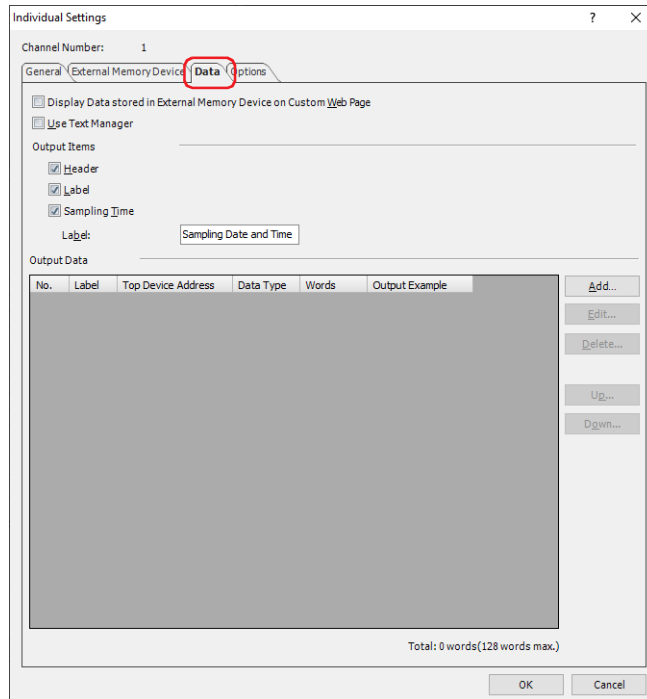 Individual Settings ? ×
Channel Number: 1
General External Memory Device Data Options
Display Data stored in External Memory Device on Custom Web Page
Use Text Manager
Output Items
Header
Label
Sampling Time
Label: Sampling Date and Time
Output Data
No. Label Top Device Address Data Type Words Output Example
Add...
Edit...
Delete...
Up...
Down...
Total: 0 words(128 words max.)
OK Cancel